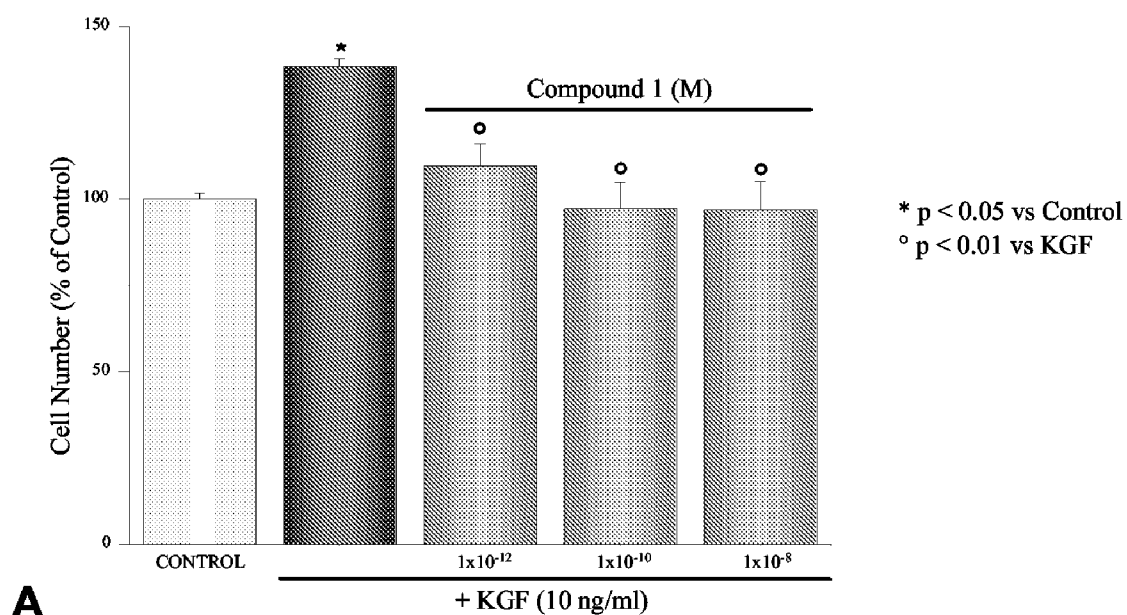 150
*
Compound 1 (M)
Cell Number (% of Control)
100
50
0
* p < 0.05 vs Control
° p < 0.01 vs KGF
CONTROL
1x10⁻¹²
1x10⁻¹⁰
1x10⁻⁸
+ KGF (10 ng/ml)
A